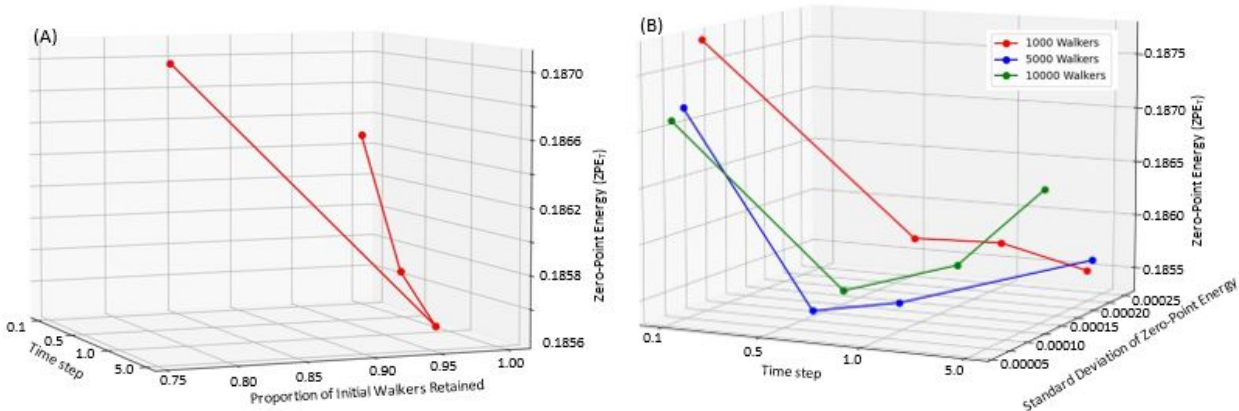 (A)
0.1870
0.1866
0.1862
0.1858
0.1856
Zero-Point Energy (ZPE_T)
0.1
0.5
1.0
5.0
Time step
0.75
0.80
0.85
0.90
0.95
1.00
Proportion of Initial Walkers Retained
(B)
1000 Walkers
5000 Walkers
10000 Walkers
0.1875
0.1870
0.1865
0.1860
0.1855
Zero-Point Energy (ZPE_T)
0.1
0.5
1.0
5.0
Time step
0.00005
0.00010
0.00015
0.00020
0.00025
Standard Deviation of Zero-Point Energy